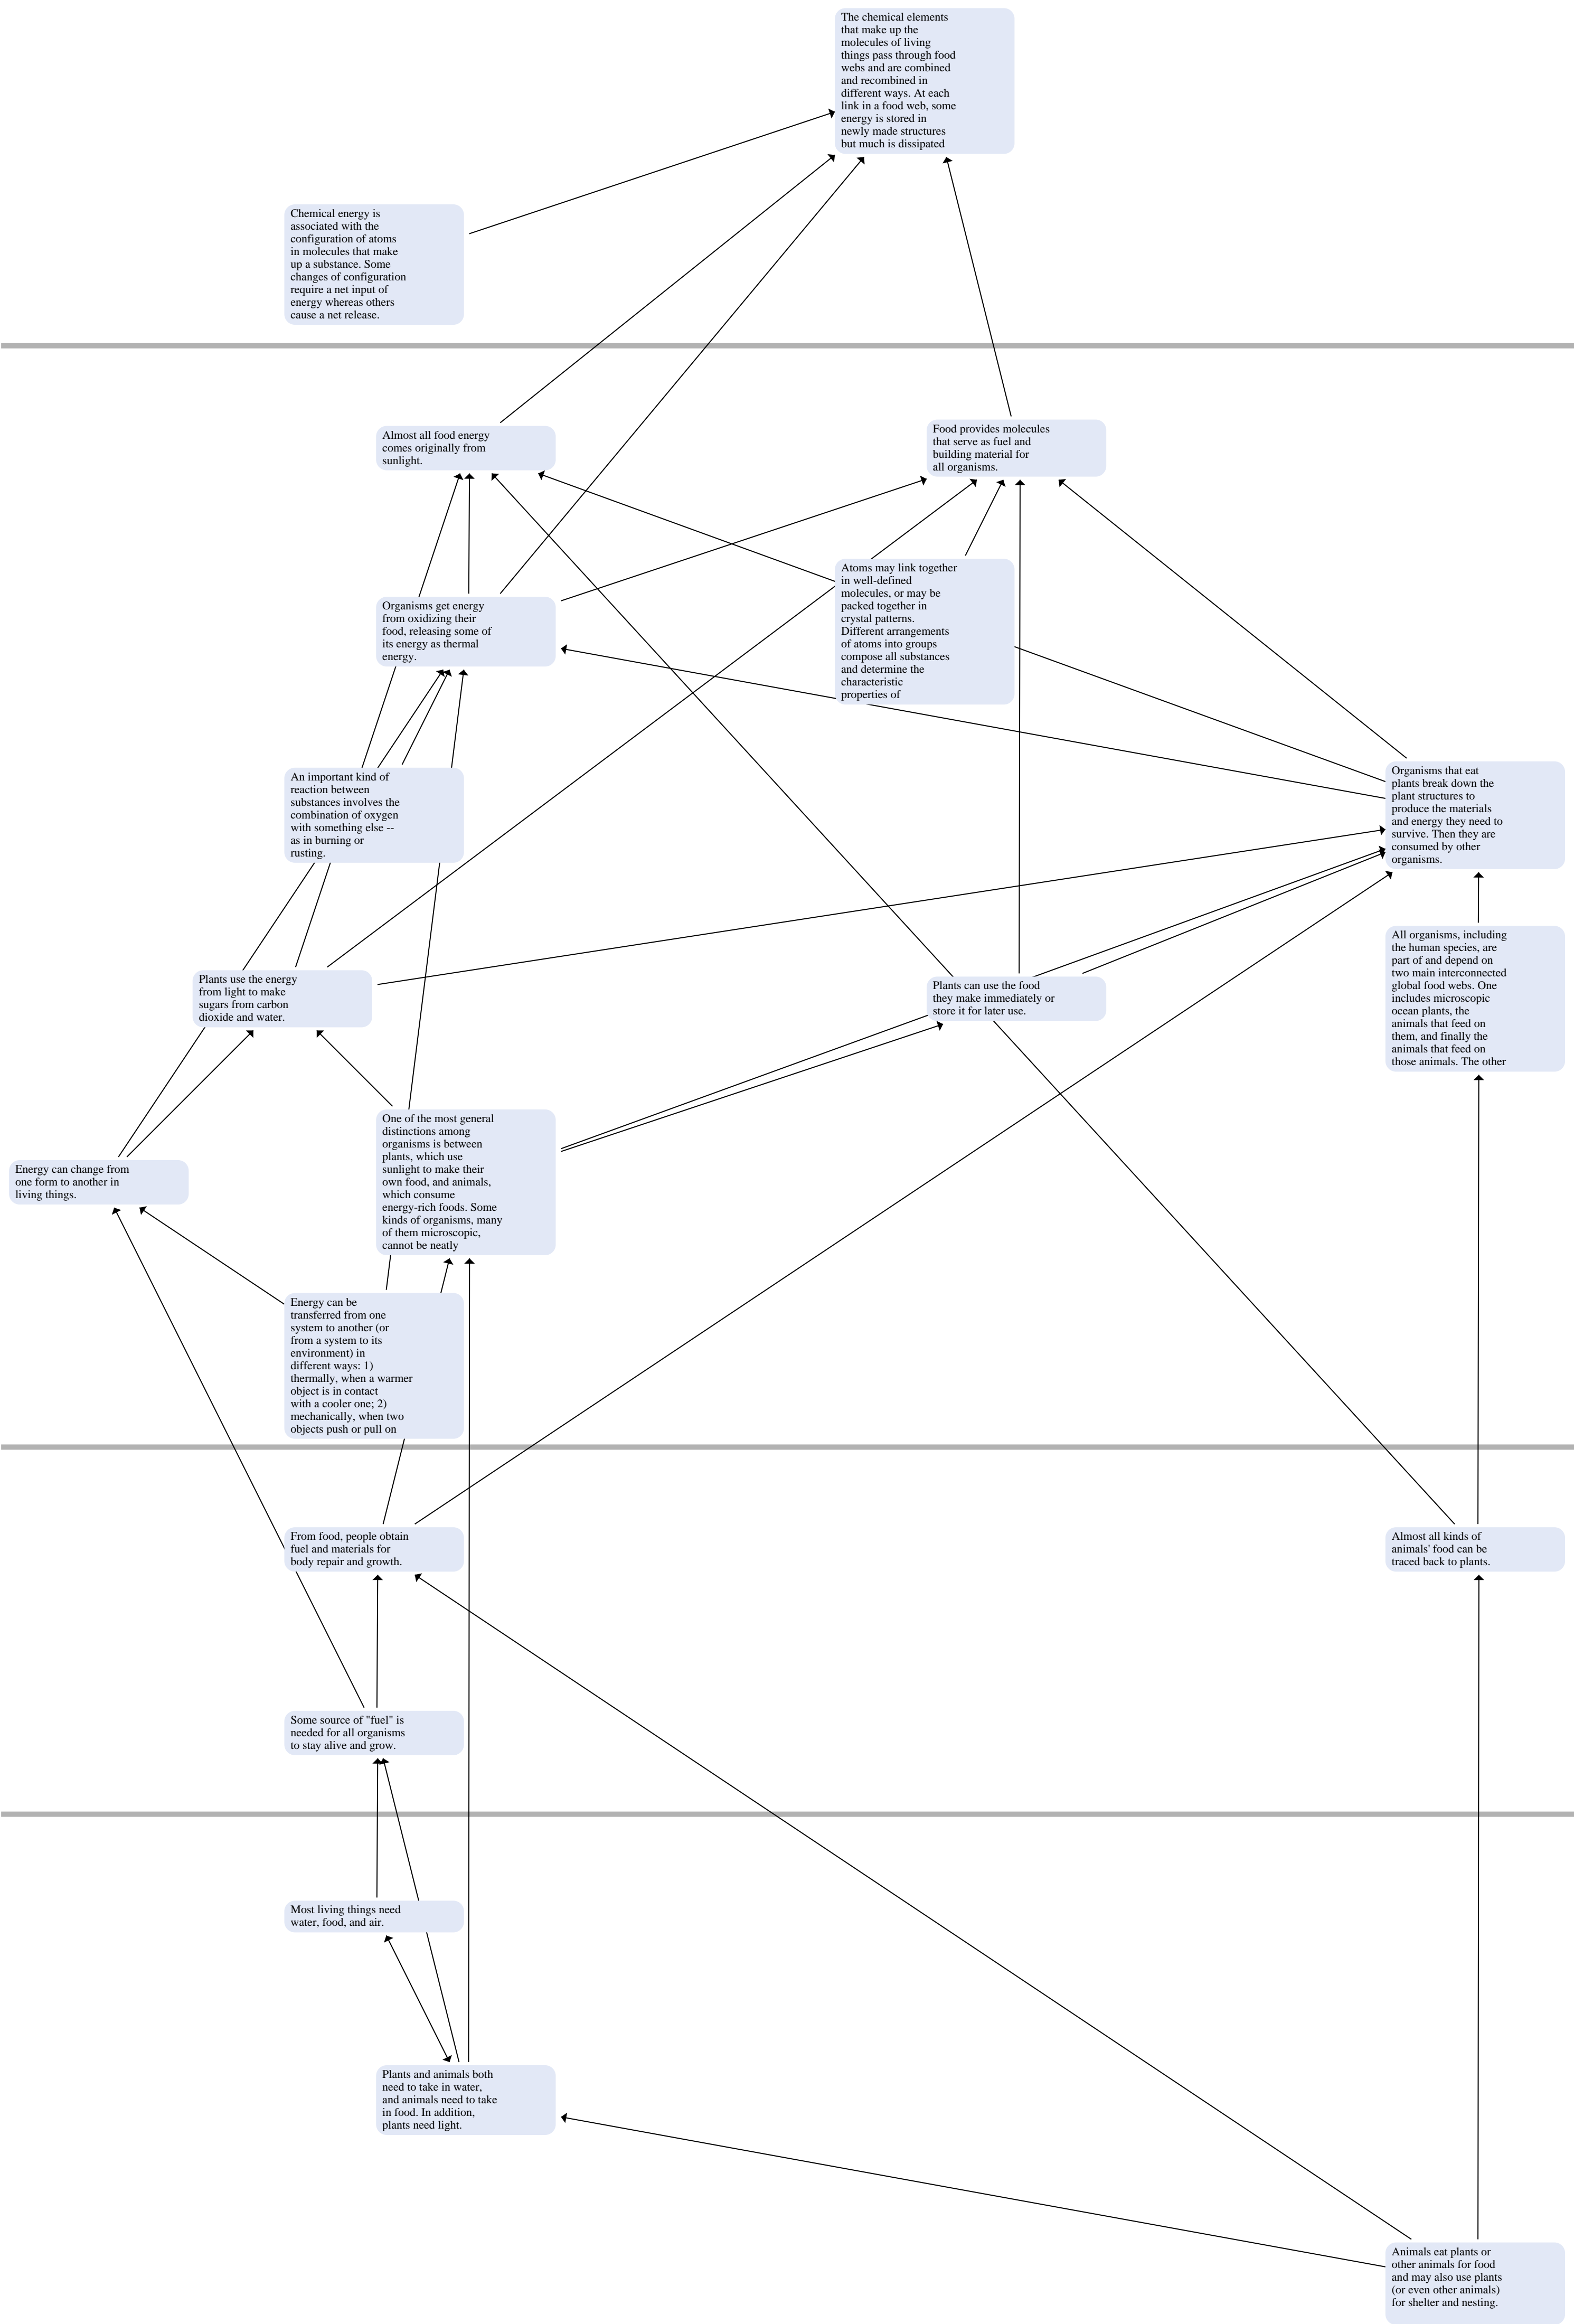 The chemical elements
that make up the
molecules of living
things pass through food
webs and are combined
and recombined in
different ways. At each
link in a food web, some
energy is stored in
newly made structures
but much is dissipated
Chemical energy is
associated with the
configuration of atoms
in molecules that make
up a substance. Some
changes of configuration
require a net input of
energy whereas others
cause a net release.
Almost all food energy
comes originally from
sunlight.
Food provides molecules
that serve as fuel and
building material for
all organisms.
Organisms get energy
from oxidizing their
food, releasing some of
its energy as thermal
energy.
Atoms may link together
in well-defined
molecules, or may be
packed together in
crystal patterns.
Different arrangements
of atoms into groups
compose all substances
and determine the
characteristic
properties of
An important kind of
reaction between
substances involves the
combination of oxygen
with something else --
as in burning or
rusting.
Organisms that eat
plants break down the
plant structures to
produce the materials
and energy they need to
survive. Then they are
consumed by other
organisms.
Plants use the energy
from light to make
sugars from carbon
dioxide and water.
Plants can use the food
they make immediately or
store it for later use.
All organisms, including
the human species, are
part of and depend on
two main interconnected
global food webs. One
includes microscopic
ocean plants, the
animals that feed on
them, and finally the
animals that feed on
those animals. The other
Energy can change from
one form to another in
living things.
One of the most general
distinctions among
organisms is between
plants, which use
sunlight to make their
own food, and animals,
which consume
energy-rich foods. Some
kinds of organisms, many
of them microscopic,
cannot be neatly
Energy can be
transferred from one
system to another (or
from a system to its
environment) in
different ways: 1)
thermally, when a warmer
object is in contact
with a cooler one; 2)
mechanically, when two
objects push or pull on
From food, people obtain
fuel and materials for
body repair and growth.
Almost all kinds of
animals' food can be
traced back to plants.
Some source of "fuel" is
needed for all organisms
to stay alive and grow.
Most living things need
water, food, and air.
Plants and animals both
need to take in water,
and animals need to take
in food. In addition,
plants need light.
Animals eat plants or
other animals for food
and may also use plants
(or even other animals)
for shelter and nesting.